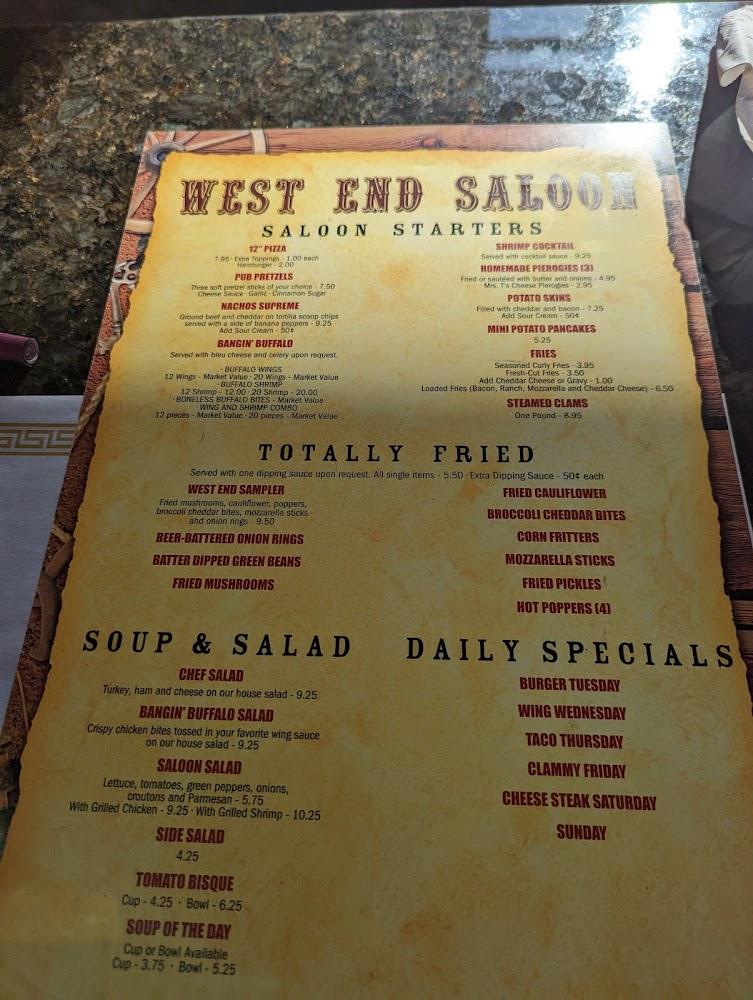 WEST END SALOON
SALOON STARTERS
12" PIZZA
7.95 · Extra Toppings - 1.00 each
Hamburger - 2.00
PUB PRETZELS
Three soft pretzel sticks of your choice - 7.50
Cheese Sauce · Garlic · Cinnamon Sugar
NACHOS SUPREME
Ground beef and cheddar on tortilla scoop chips
served with a side of banana peppers - 9.25
Add Sour Cream - 50¢
BANGIN' BUFFALO
Served with bleu cheese and celery upon request.
· BUFFALO WINGS
12 Wings - Market Value · 20 Wings - Market Value
· BUFFALO SHRIMP
12 Shrimp - 12.00 · 20 Shrimp - 20.00
· BONELESS BUFFALO BITES - Market Value
· WING AND SHRIMP COMBO
12 pieces - Market Value · 20 pieces - Market Value
SHRIMP COCKTAIL
Served with cocktail sauce - 9.25
HOMEMADE PIEROGIES (3)
Fried or sautéed with butter and onions - 4.95
Mrs. T's Cheese Pierogies - 2.95
POTATO SKINS
Filled with cheddar and bacon - 7.25
Add Sour Cream - 50¢
MINI POTATO PANCAKES
5.25
FRIES
Seasoned Curly Fries - 3.95
Fresh-Cut Fries - 3.50
Add Cheddar Cheese or Gravy - 1.00
Loaded Fries (Bacon, Ranch, Mozzarella and Cheddar Cheese) - 6.50
STEAMED CLAMS
One Pound - 8.95
TOTALLY FRIED
Served with one dipping sauce upon request. All single items - 5.50 · Extra Dipping Sauce - 50¢ each
WEST END SAMPLER
Fried mushrooms, cauliflower, poppers,
broccoli cheddar bites, mozzarella sticks
and onion rings - 9.50
BEER-BATTERED ONION RINGS
BATTER DIPPED GREEN BEANS
FRIED MUSHROOMS
FRIED CAULIFLOWER
BROCCOLI CHEDDAR BITES
CORN FRITTERS
MOZZARELLA STICKS
FRIED PICKLES
HOT POPPERS (4)
SOUP & SALAD
CHEF SALAD
Turkey, ham and cheese on our house salad - 9.25
BANGIN' BUFFALO SALAD
Crispy chicken bites tossed in your favorite wing sauce
on our house salad - 9.25
SALOON SALAD
Lettuce, tomatoes, green peppers, onions,
croutons and Parmesan - 5.75
With Grilled Chicken - 9.25 · With Grilled Shrimp - 10.25
SIDE SALAD
4.25
TOMATO BISQUE
Cup - 4.25 · Bowl - 6.25
SOUP OF THE DAY
Cup or Bowl Available
Cup - 3.75 · Bowl - 5.25
DAILY SPECIALS
BURGER TUESDAY
WING WEDNESDAY
TACO THURSDAY
CLAMMY FRIDAY
CHEESE STEAK SATURDAY
SUNDAY